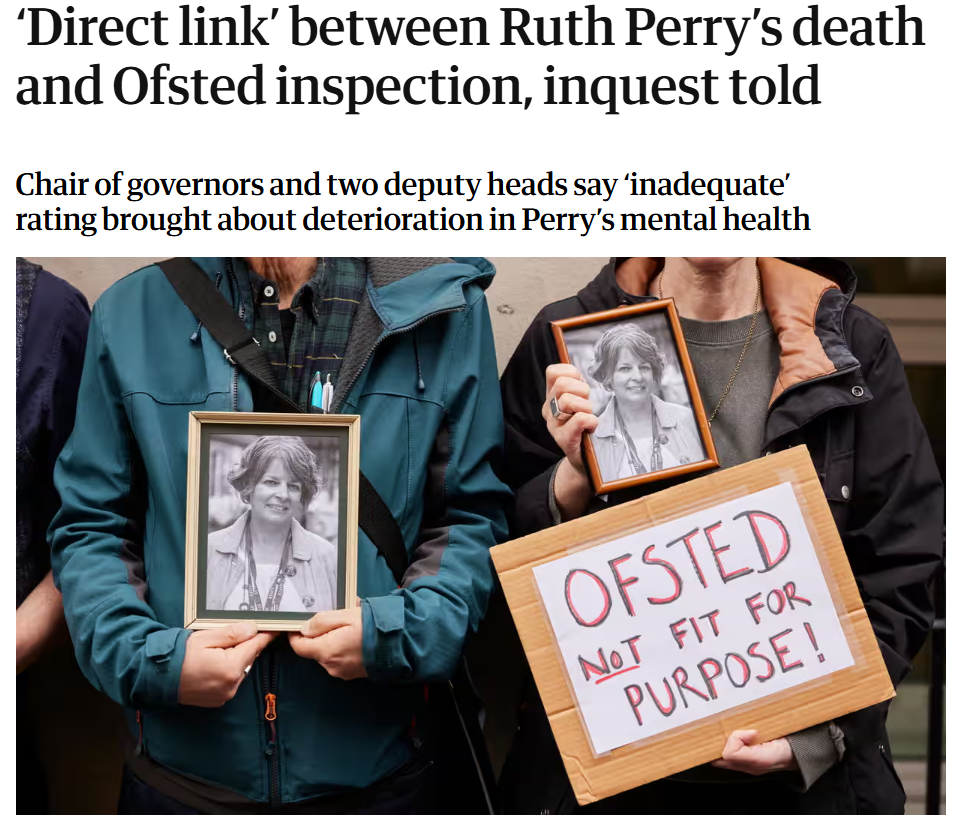 ‘Direct link’ between Ruth Perry’s death
and Ofsted inspection, inquest told
Chair of governors and two deputy heads say ‘inadequate’
rating brought about deterioration in Perry’s mental health
OFSTED
NOT FIT FOR
PURPOSE!